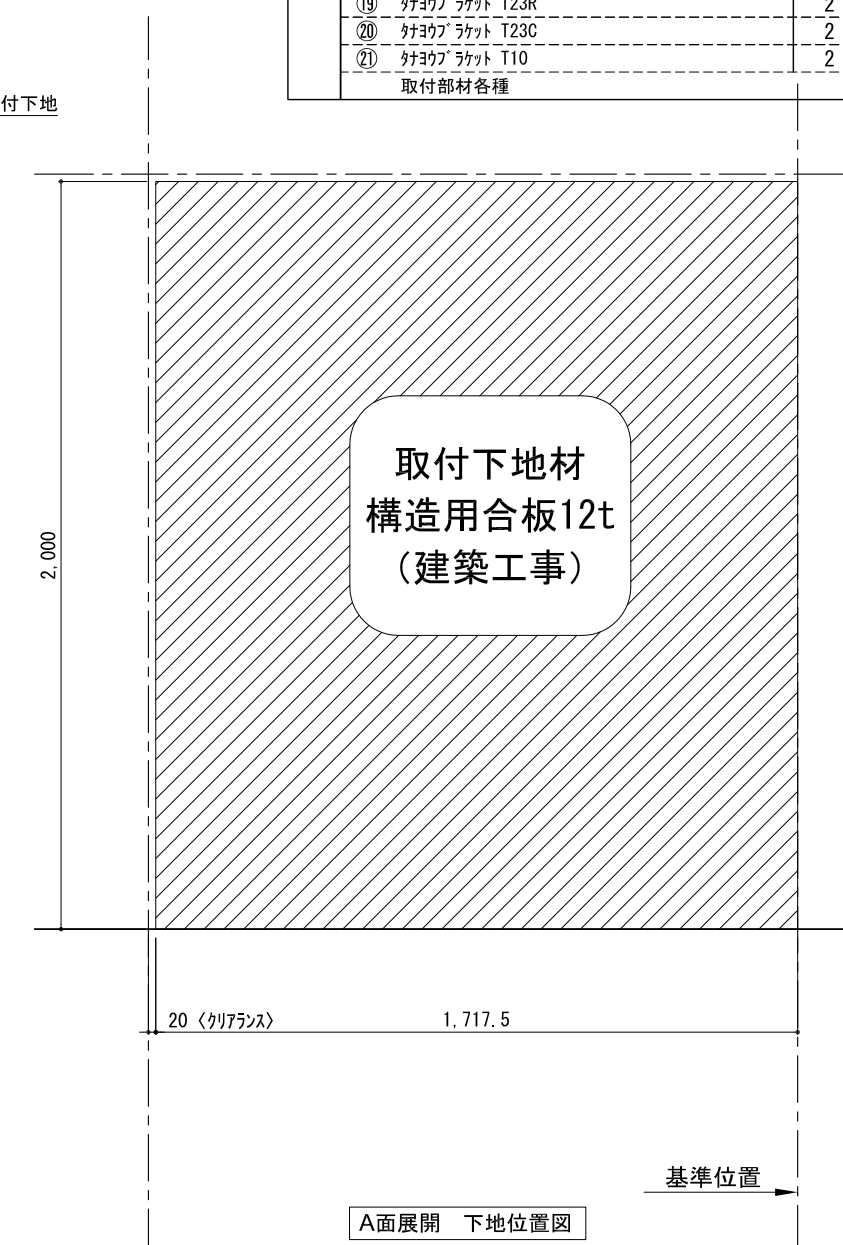 ⑲ タナヨウブラケット T23R 2
⑳ ﾀﾅﾖｳﾌﾞﾗｹｯﾄ T23C 2
㉑ ﾀﾅﾖｳﾌﾞﾗｹｯﾄ T10 2
取付部材各種
付下地
取付下地材
構造用合板12t
(建築工事)
2,000
20 〈ｸﾘｱﾗﾝｽ〉
1,717.5
基準位置
A面展開 下地位置図